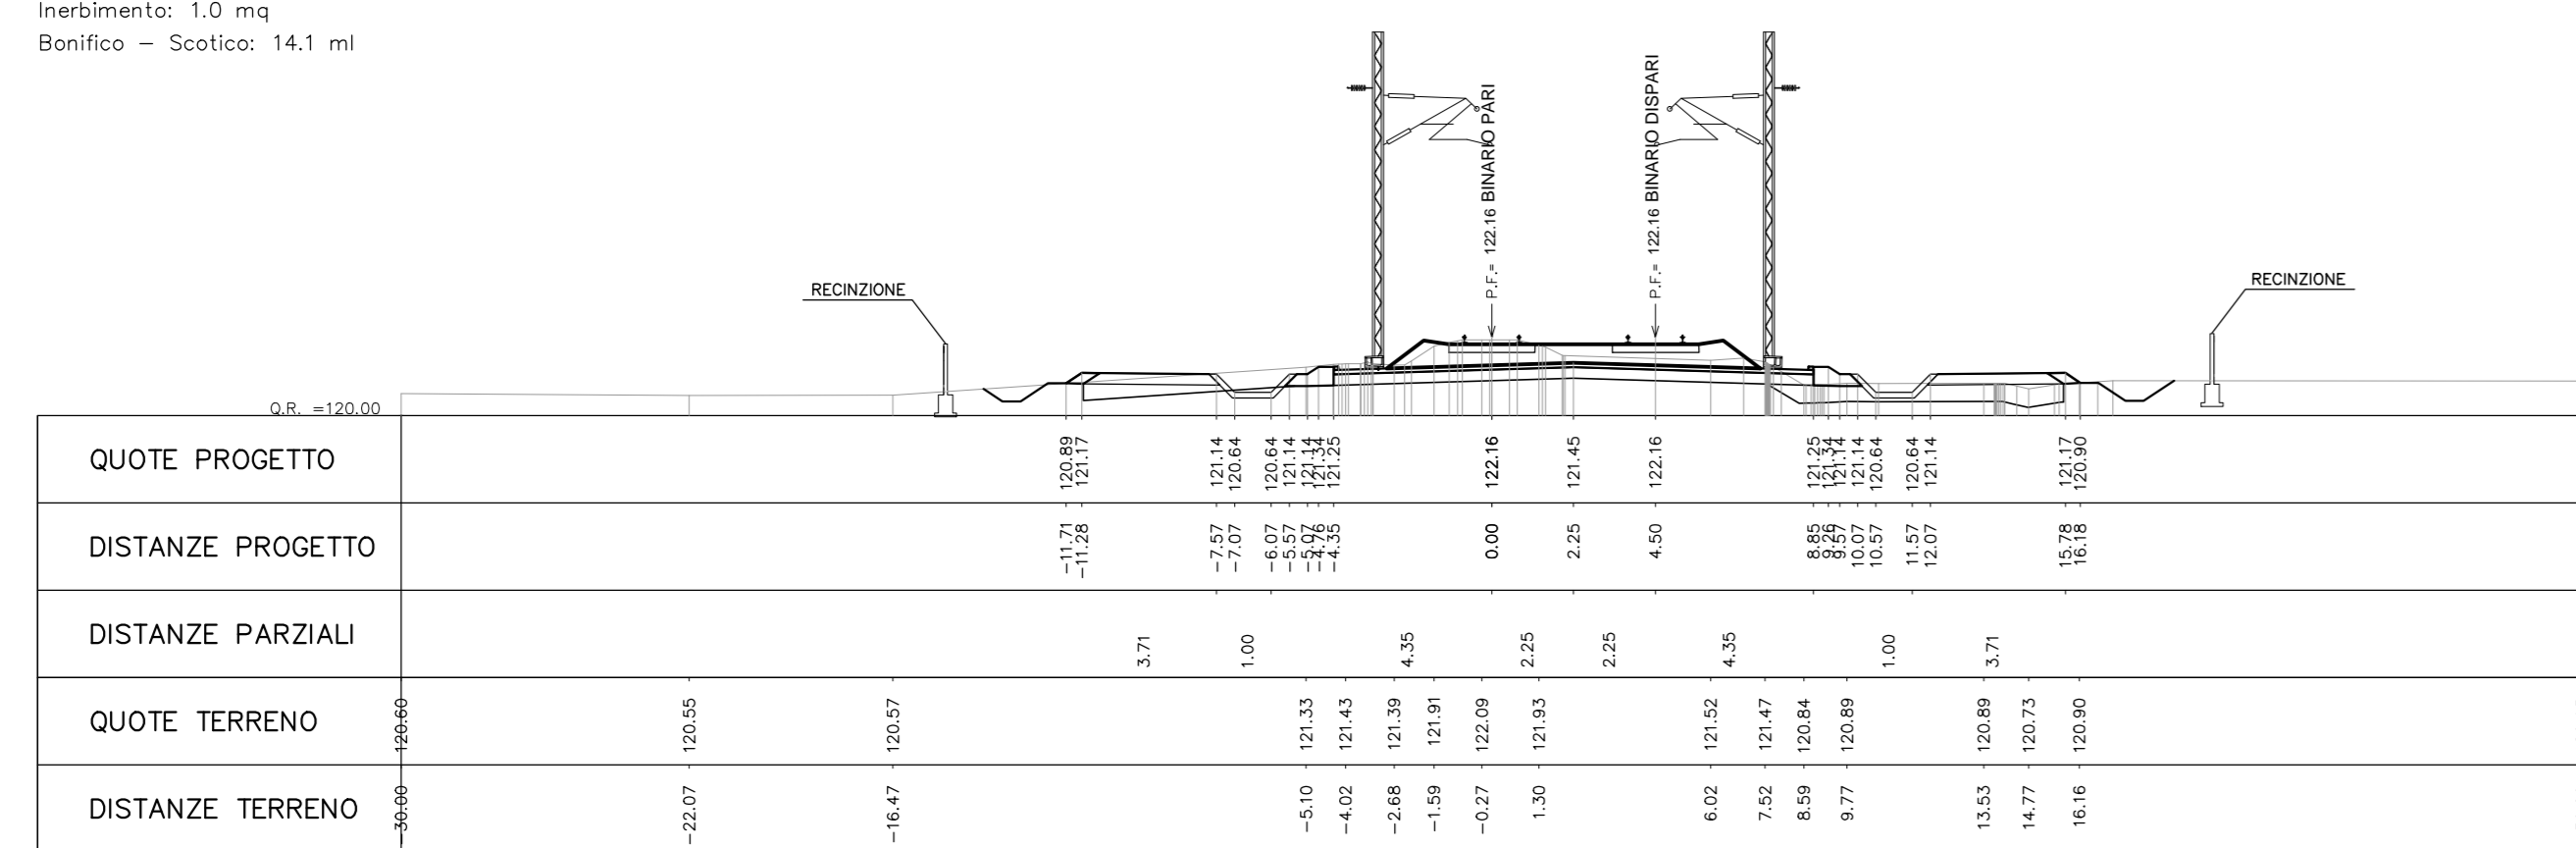 Inerbimento: 1.0 mq
Bonifico – Scotico: 14.1 ml
P.F.= 122.16 BINARIO PARI
P.F.= 122.16 BINARIO DISPARI
RECINZIONE
RECINZIONE
Q.R. =120.00
QUOTE PROGETTO 120.89 121.17 121.14 120.64 120.64 121.14 121.14 121.34 121.25 122.16 121.45 122.16 121.25 121.34 121.14 121.14 120.64 120.64 121.14 121.17 120.90
DISTANZE PROGETTO –11.71 –11.28 –7.57 –7.07 –6.07 –5.57 –5.07 –4.76 –4.35 0.00 2.25 4.50 8.85 9.26 9.57 10.07 10.57 11.57 12.07 15.78 16.18
DISTANZE PARZIALI 3.71 1.00 4.35 2.25 2.25 4.35 1.00 3.71
QUOTE TERRENO 120.60 120.55 120.57 121.33 121.43 121.39 121.91 122.09 121.93 121.52 121.47 120.84 120.89 120.89 120.73 120.90
DISTANZE TERRENO –30.00 –22.07 –16.47 –5.10 –4.02 –2.68 –1.59 –0.27 1.30 6.02 7.52 8.59 9.77 13.53 14.77 16.16